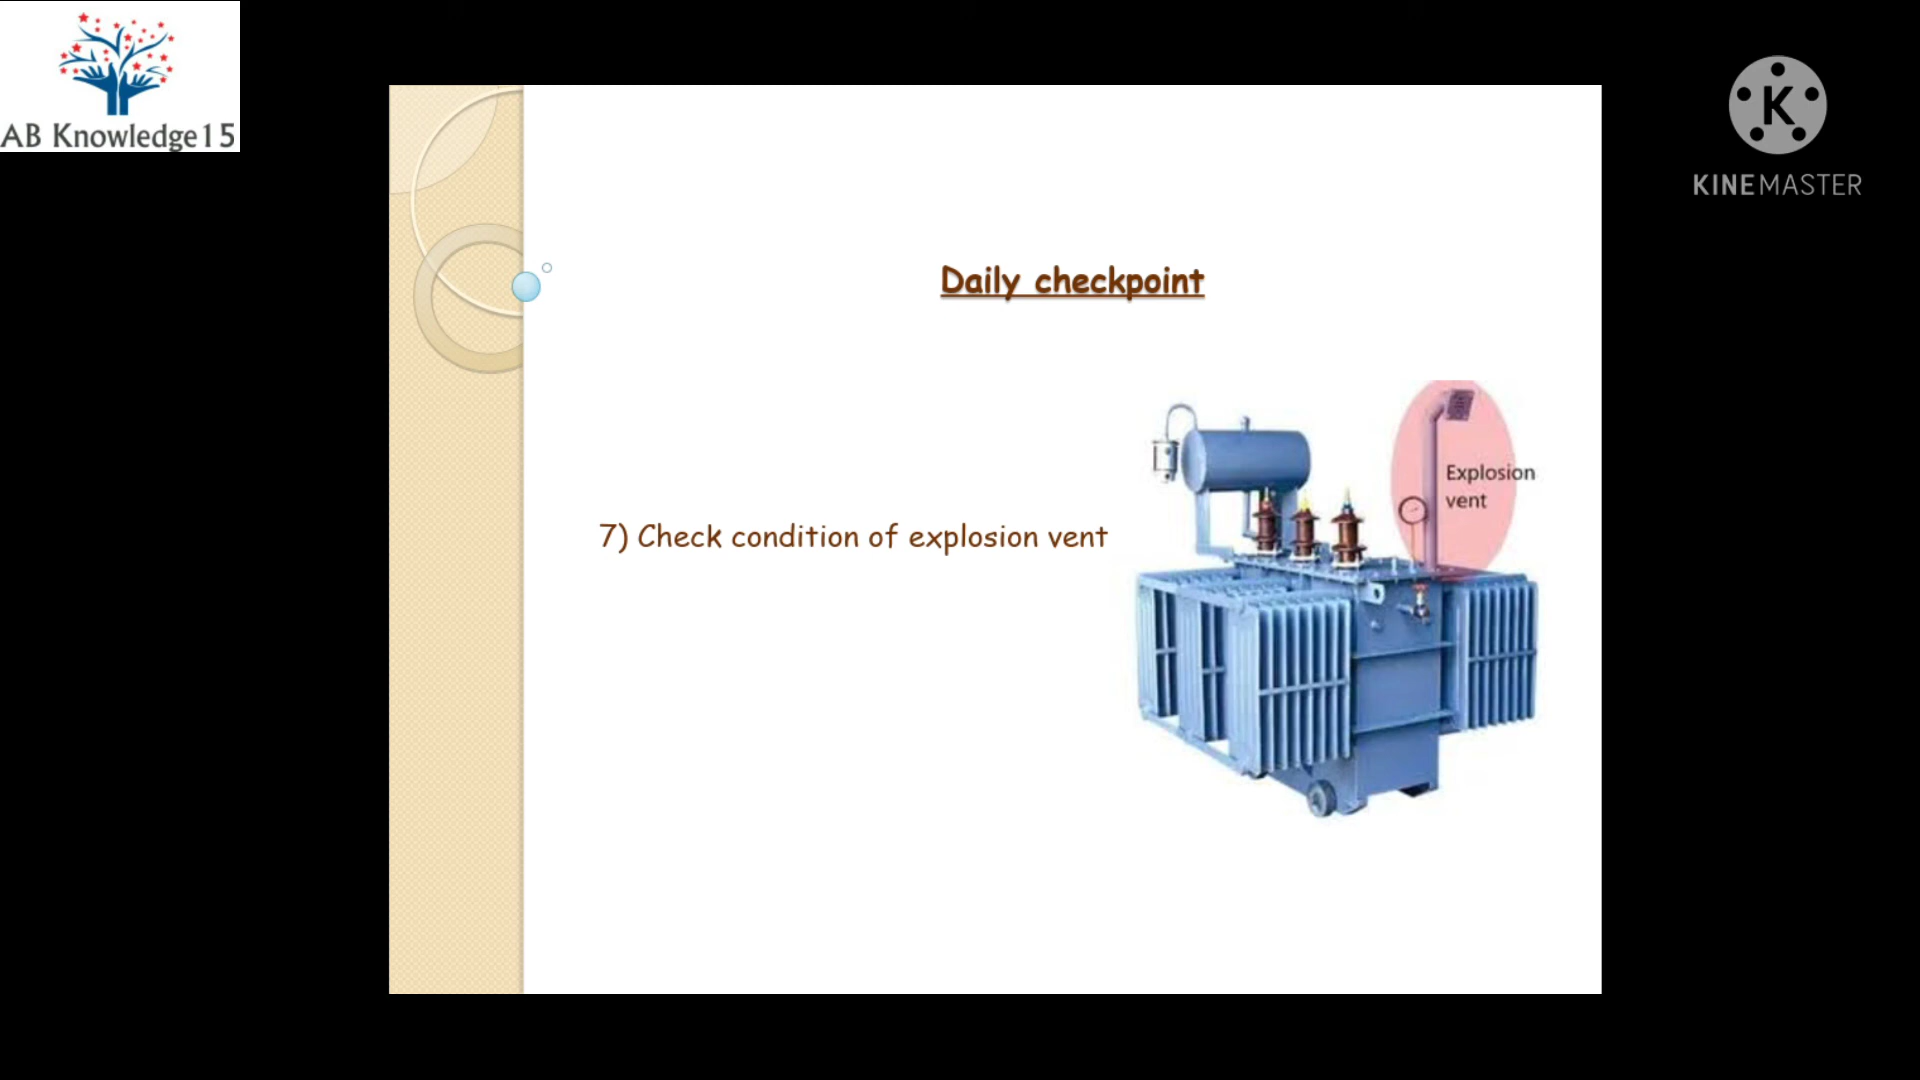 AB Knowledge15
K
KINEMASTER
Daily checkpoint
Explosion
vent
7) Check condition of explosion vent